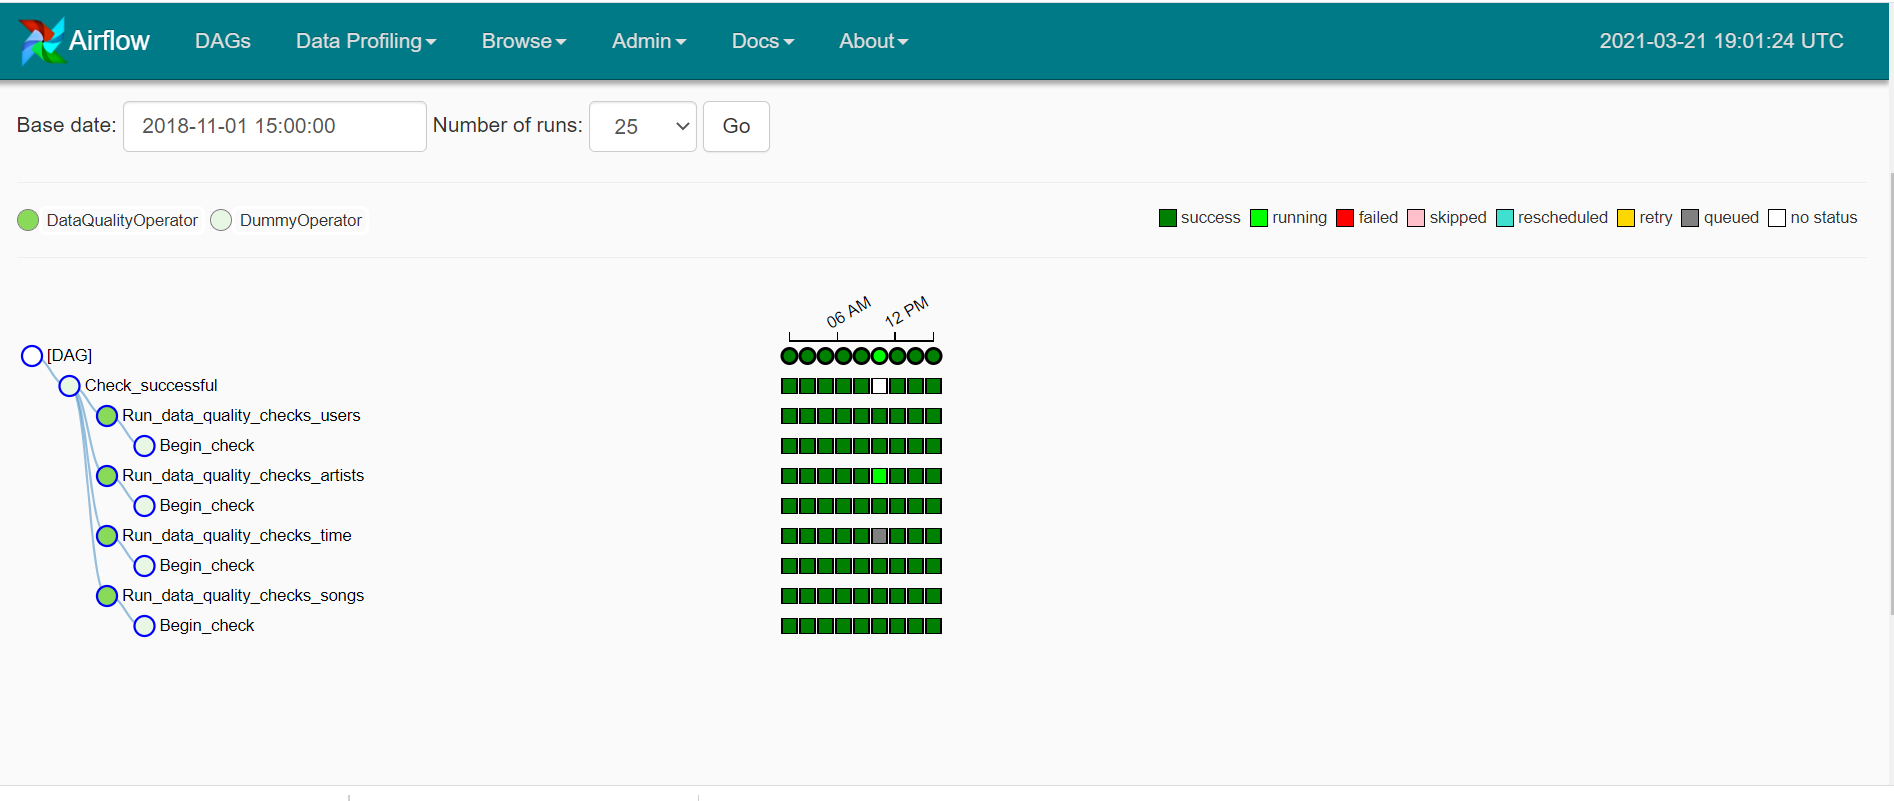 Airflow DAGs Data Profiling Browse Admin Docs About 2021-03-21 19:01:24 UTC
Base date: 2018-11-01 15:00:00 Number of runs: 25 Go
DataQualityOperator DummyOperator success running failed skipped rescheduled retry queued no status
06 AM 12 PM
[DAG]
Check_successful
Run_data_quality_checks_users
Begin_check
Run_data_quality_checks_artists
Begin_check
Run_data_quality_checks_time
Begin_check
Run_data_quality_checks_songs
Begin_check